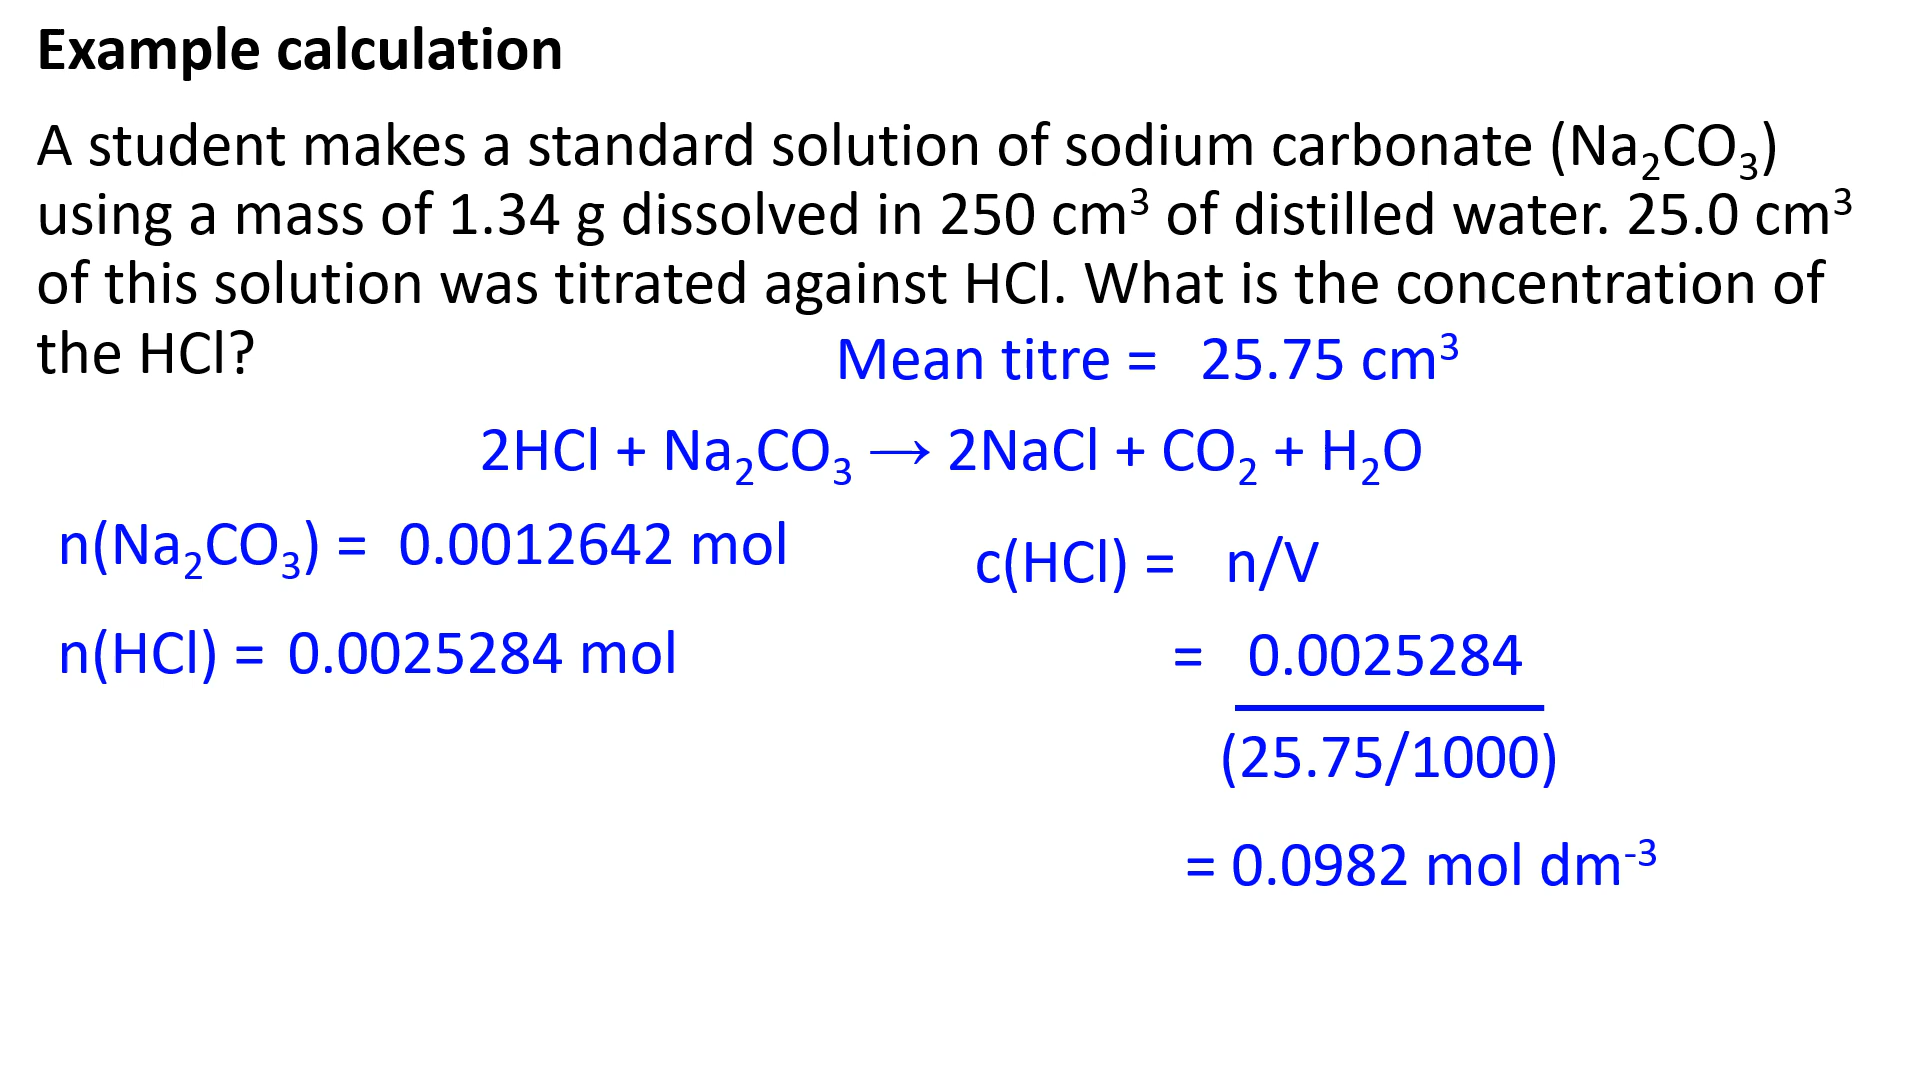 Example calculation
A student makes a standard solution of sodium carbonate (Na₂CO₃)
using a mass of 1.34 g dissolved in 250 cm³ of distilled water. 25.0 cm³
of this solution was titrated against HCl. What is the concentration of
the HCl?
Mean titre = 25.75 cm³
2HCl + Na₂CO₃ → 2NaCl + CO₂ + H₂O
n(Na₂CO₃) = 0.0012642 mol
n(HCl) = 0.0025284 mol
c(HCl) = n/V
= 0.0025284
(25.75/1000)
= 0.0982 mol dm⁻³